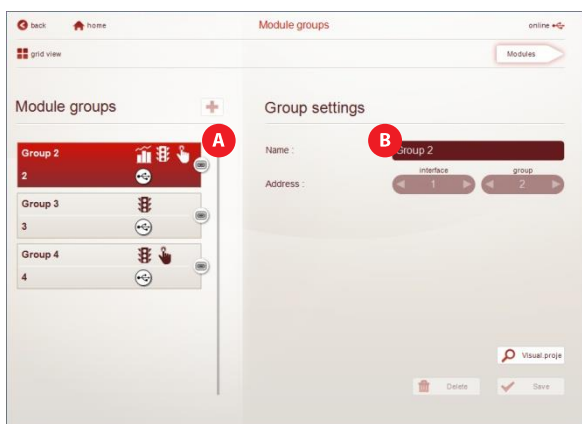 back home Module groups online
grid view Modules
Module groups Group settings
A
B
Group 2
2
Group 3
3
Group 4
4
Name : Group 2
interface group
Address : 1 2
Visual.proje
Delete Save